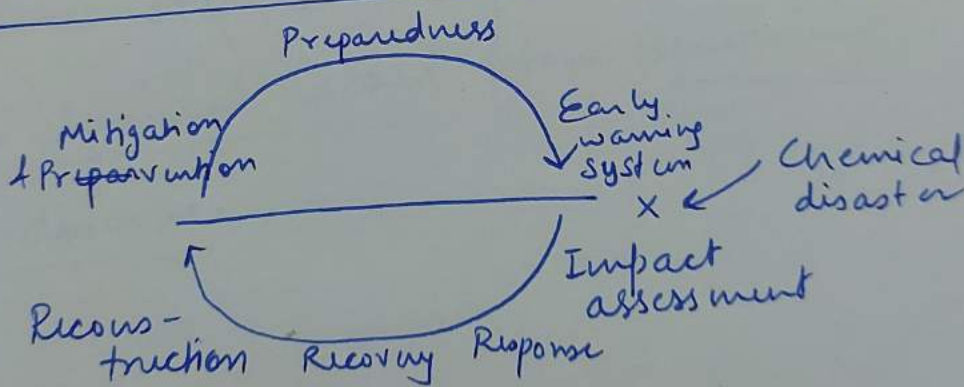 Preparedness
Mitigation
+ Prevention
Early
warning
system
X
Chemical
disaster
Impact
assessment
Response
Recovery
Recons-
truction